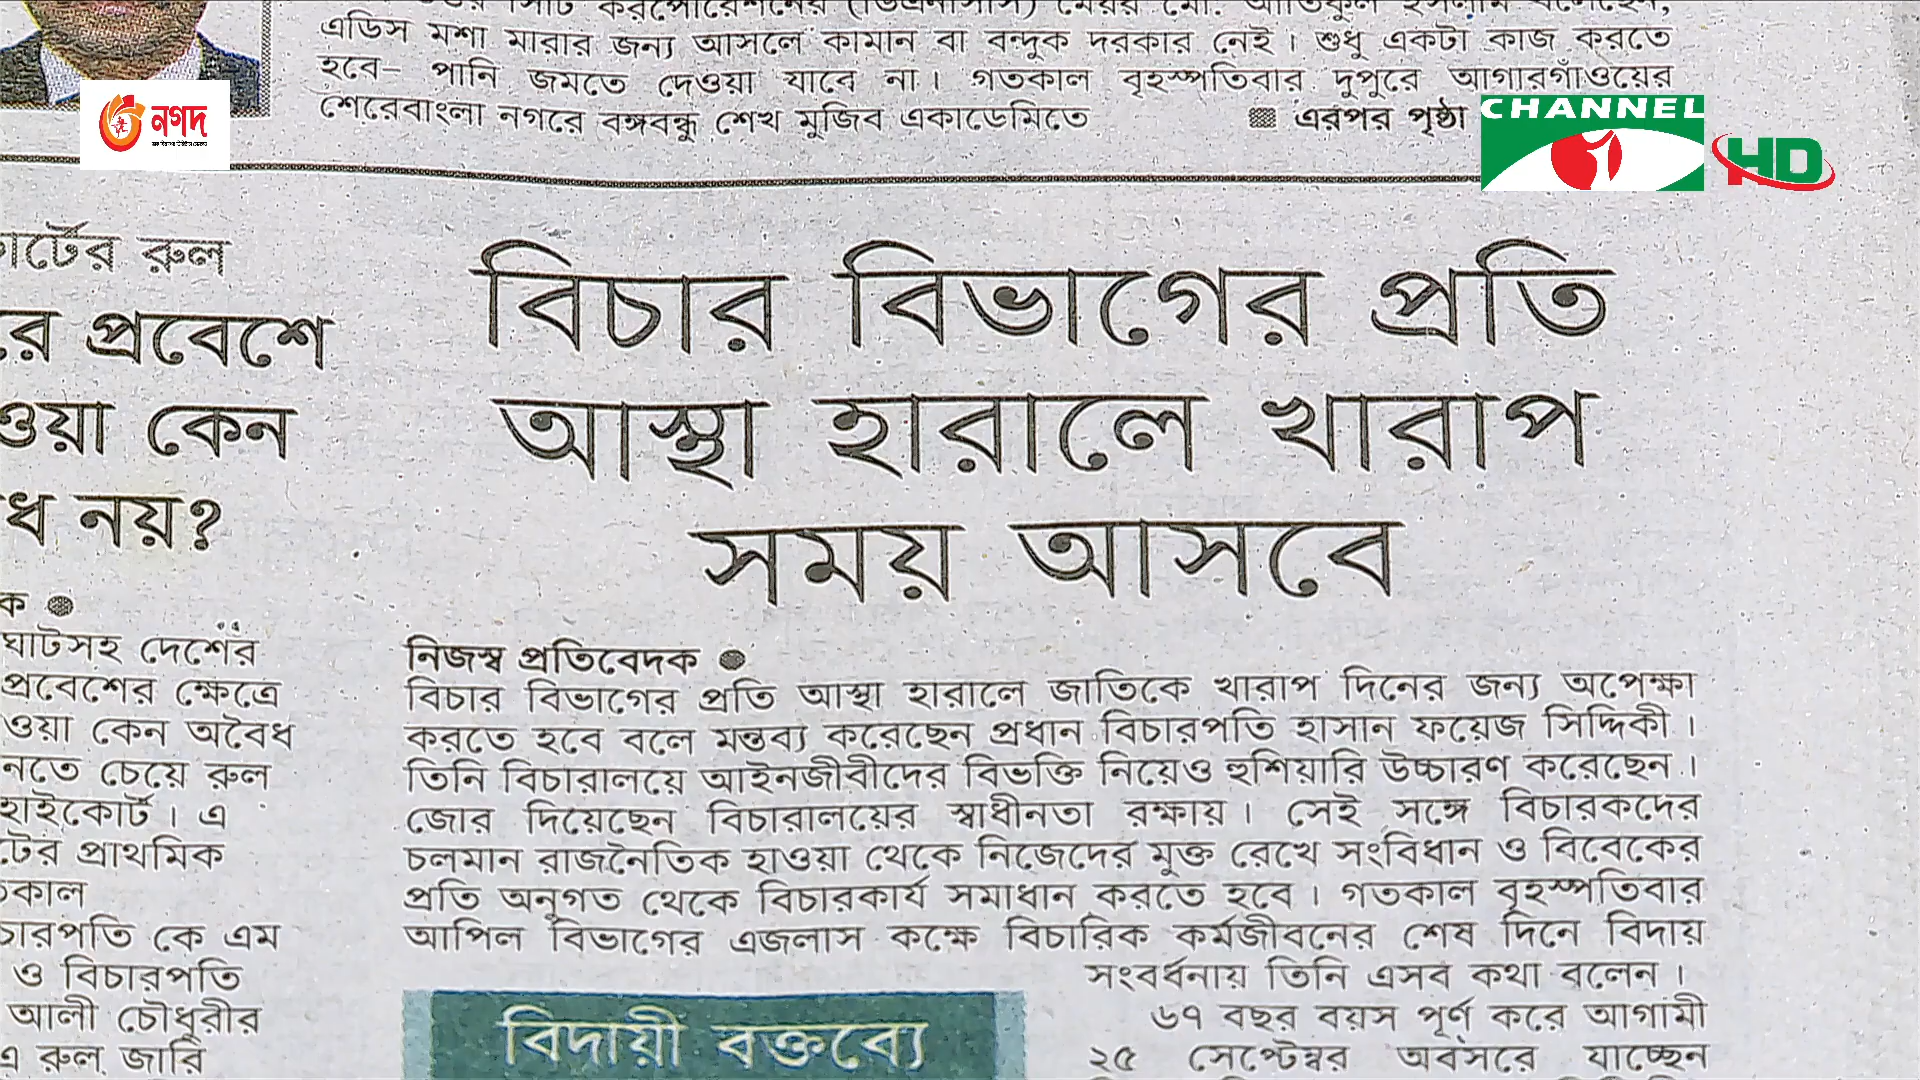 সিটি করপোরেশনের মেয়র মো. আতিকুল ইসলাম বলেছেন,
এডিস মশা মারার জন্য আসলে কামান বা বন্দুক দরকার নেই। শুধু একটা কাজ করতে
হবে– পানি জমতে দেওয়া যাবে না। গতকাল বৃহস্পতিবার দুপুরে আগারগাঁওয়ের
শেরেবাংলা নগরে বঙ্গবন্ধু শেখ মুজিব একাডেমিতে
এরপর পৃষ্ঠা
নগদ
CHANNEL
HD
রুল
প্রবেশে
ওয়া কেন
নয়?
ঘাটসহ দেশের
প্রবেশের ক্ষেত্রে
ওয়া কেন অবৈধ
চেয়ে রুল
হাইকোর্ট। এ
প্রাথমিক
কে এম
ও বিচারপতি
আলী চৌধুরীর
এ রুল জারি
বিচার বিভাগের প্রতি
আস্থা হারালে খারাপ
সময় আসবে
নিজস্ব প্রতিবেদক
বিচার বিভাগের প্রতি আস্থা হারালে জাতিকে খারাপ দিনের জন্য অপেক্ষা
করতে হবে বলে মন্তব্য করেছেন প্রধান বিচারপতি হাসান ফয়েজ সিদ্দিকী।
তিনি বিচারালয়ে আইনজীবীদের বিভক্তি নিয়েও হুশিয়ারি উচ্চারণ করেছেন।
জোর দিয়েছেন বিচারালয়ের স্বাধীনতা রক্ষায়। সেই সঙ্গে বিচারকদের
চলমান রাজনৈতিক হাওয়া থেকে নিজেদের মুক্ত রেখে সংবিধান ও বিবেকের
প্রতি অনুগত থেকে বিচারকার্য সমাধান করতে হবে। গতকাল বৃহস্পতিবার
আপিল বিভাগের এজলাস কক্ষে বিচারিক কর্মজীবনের শেষ দিনে বিদায়
সংবর্ধনায় তিনি এসব কথা বলেন।
৬৭ বছর বয়স পূর্ণ করে আগামী
২৫ সেপ্টেম্বর অবসরে যাচ্ছেন
বিদায়ী বক্তব্যে